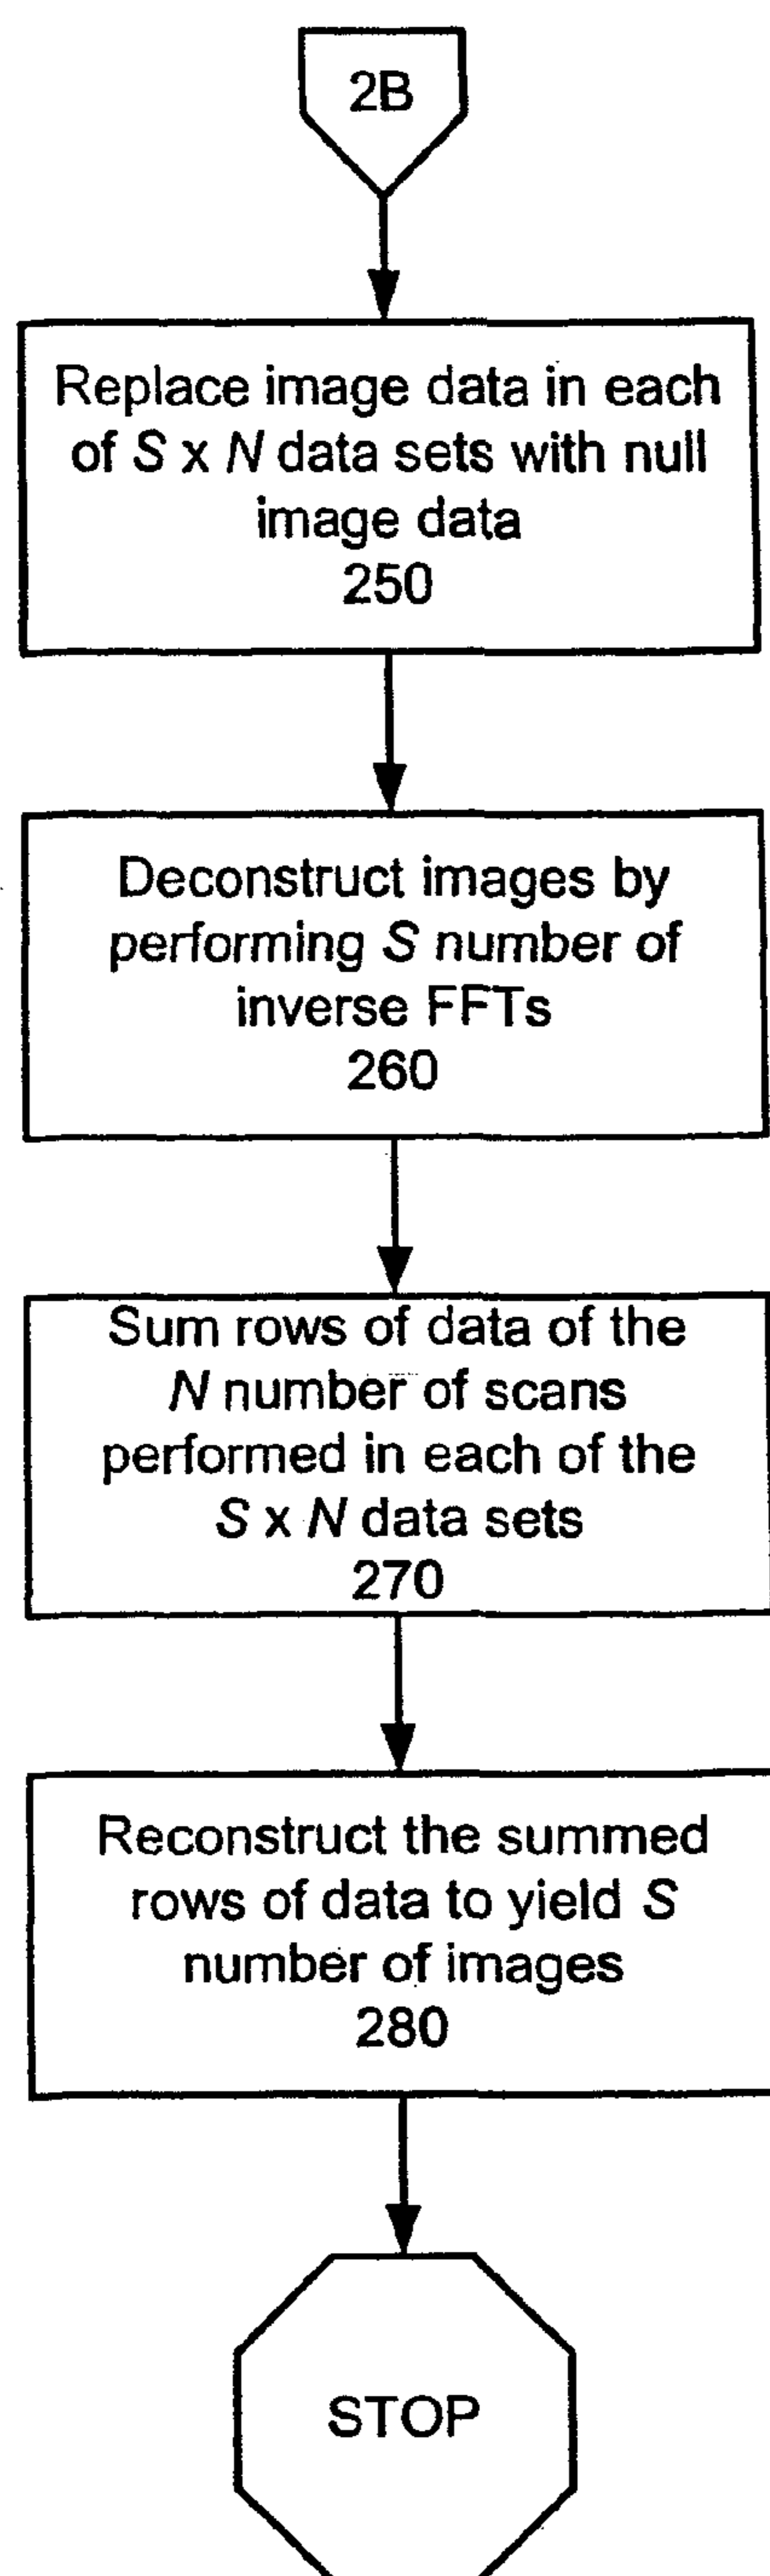 2B
Replace image data in each
of S x N data sets with null
image data
250
Deconstruct images by
performing S number of
inverse FFTs
260
Sum rows of data of the
N number of scans
performed in each of the
S x N data sets
270
Reconstruct the summed
rows of data to yield S
number of images
280
STOP